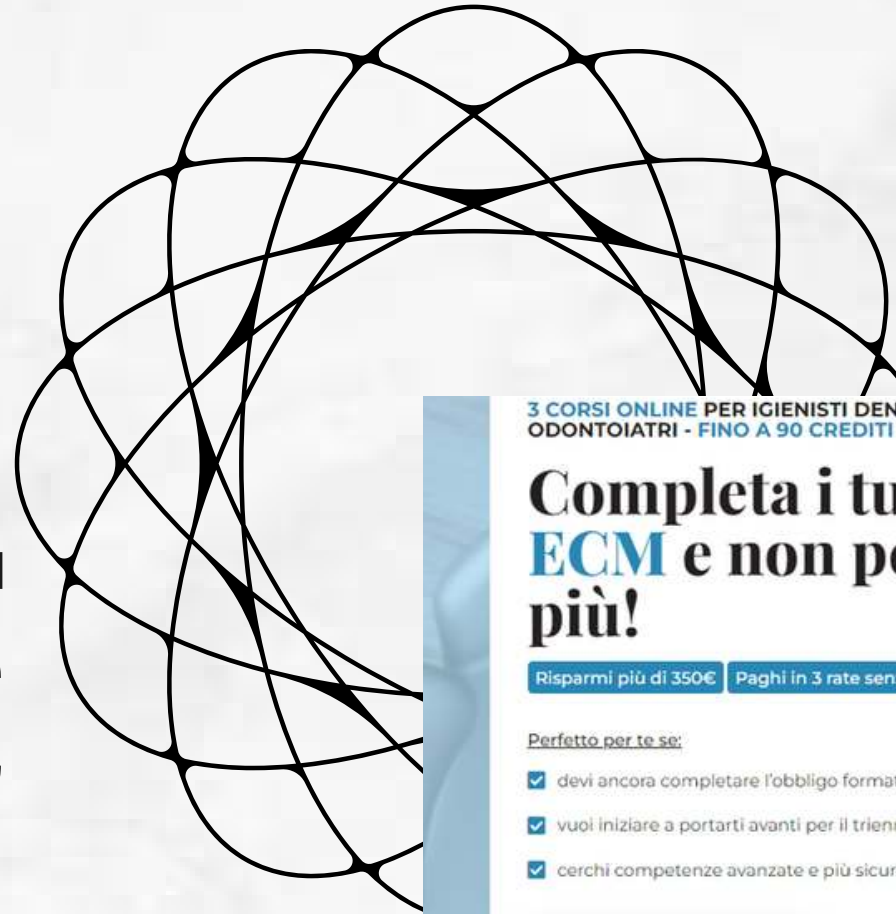 3 CORSI ONLINE PER IGIENISTI DEN
ODONTOIATRI - FINO A 90 CREDITI
Completa i tu
ECM e non pe
più!
Risparmi più di 350€ Paghi in 3 rate sen
Perfetto per te se:
devi ancora completare l'obbligo format
vuoi iniziare a portarti avanti per il trienn
cerchi competenze avanzate e più sicur